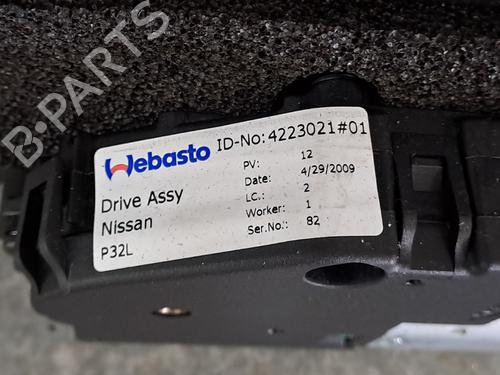 Webasto
ID-No: 4223021#01
Drive Assy
Nissan
P32L
PV: 12
Date: 4/29/2009
LC.: 2
Worker: 1
Ser.No.: 82
B-PARTS